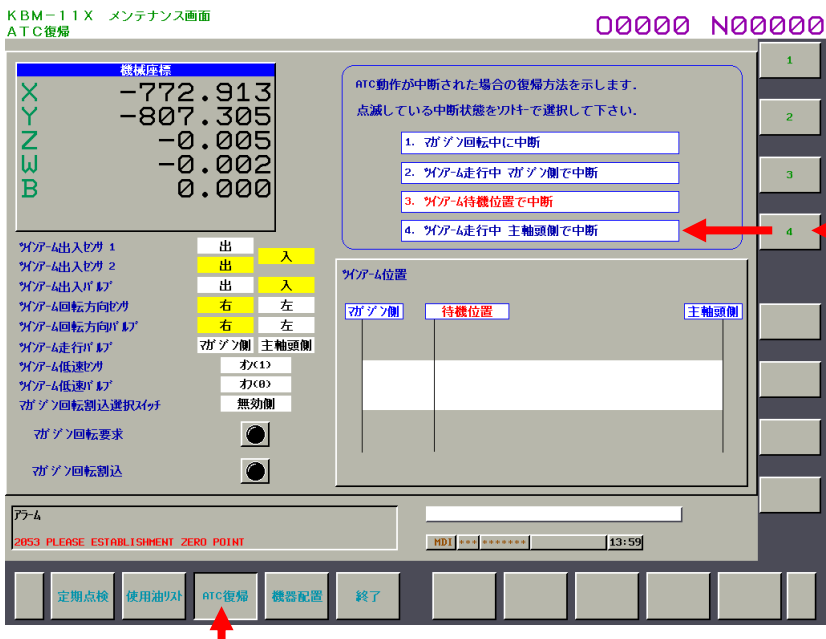 KBM－11X メンテナンス画面
ATC復帰
O0000 N00000
機械座標
X -772.913
Y -807.305
Z -0.005
W -0.002
B 0.000
ATC動作が中断された場合の復帰方法を示します.
点滅している中断状態をソフトキーで選択して下さい.
1. マガジン回転中に中断
2. ツインアーム走行中 マガジン側で中断
3. ツインアーム待機位置で中断
4. ツインアーム走行中 主軸頭側で中断
1
2
3
4
ツインアーム出入センサ 1 出 入
ツインアーム出入センサ 2 出
ツインアーム出入バルブ 出 入
ツインアーム回転方向センサ 右 左
ツインアーム回転方向バルブ 右 左
ツインアーム走行バルブ マガジン側 主軸頭側
ツインアーム低速センサ オン(1)
ツインアーム低速バルブ オフ(0)
マガジン回転割込選択スイッチ 無効側
マガジン回転要求
マガジン回転割込
ツインアーム位置
マガジン側 待機位置 主軸頭側
アラーム
2053 PLEASE ESTABLISHMENT ZERO POINT
MDI *** ******* 13:59
定期点検 使用油リスト ATC復帰 機器配置 終了